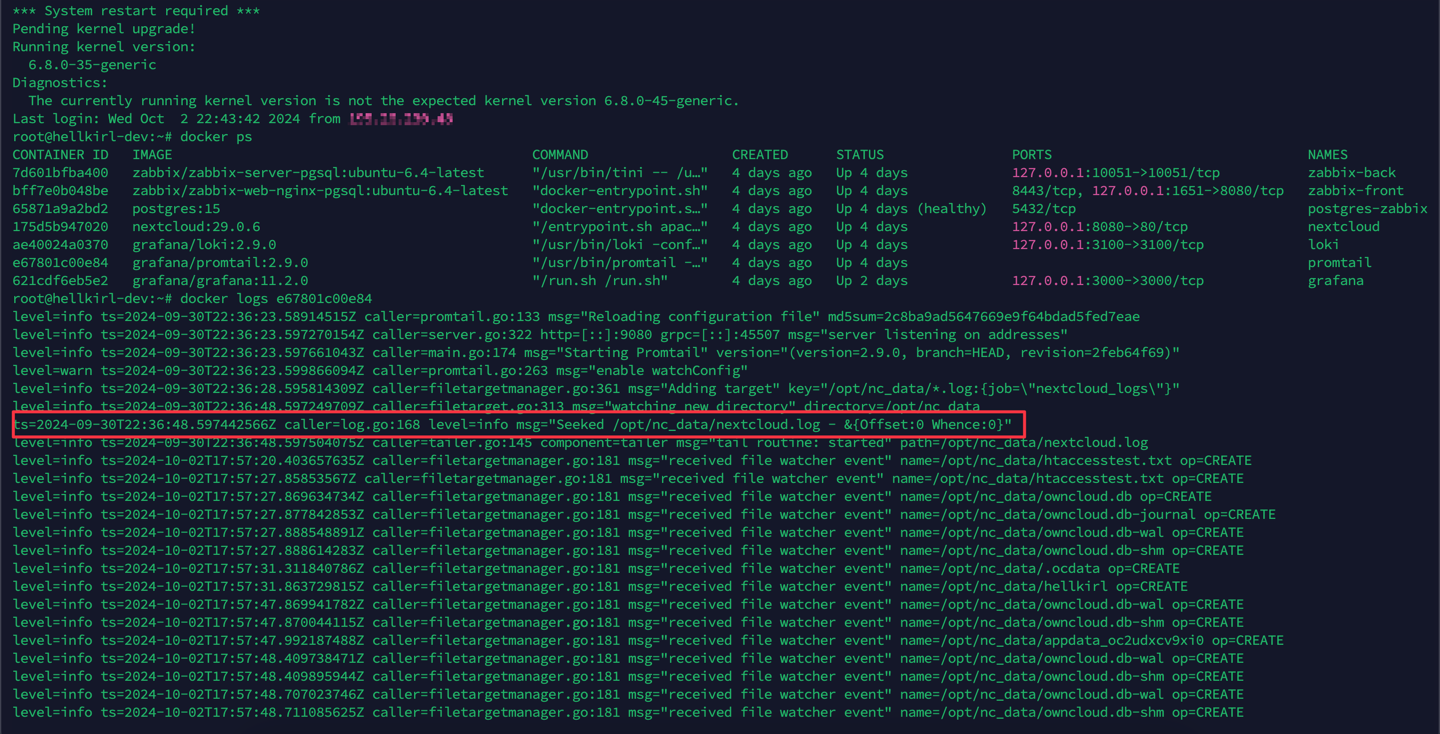 *** System restart required ***
Pending kernel upgrade!
Running kernel version:
  6.8.0-35-generic
Diagnostics:
  The currently running kernel version is not the expected kernel version 6.8.0-45-generic.
Last login: Wed Oct  2 22:43:42 2024 from
root@hellkirl-dev:~# docker ps
CONTAINER ID   IMAGE                                             COMMAND                  CREATED      STATUS                PORTS                                 NAMES
7d601bfba400   zabbix/zabbix-server-pgsql:ubuntu-6.4-latest      "/usr/bin/tini -- /u…"   4 days ago   Up 4 days             127.0.0.1:10051->10051/tcp            zabbix-back
bff7e0b048be   zabbix/zabbix-web-nginx-pgsql:ubuntu-6.4-latest   "docker-entrypoint.sh"   4 days ago   Up 4 days             8443/tcp, 127.0.0.1:1651->8080/tcp    zabbix-front
65871a9a2bd2   postgres:15                                       "docker-entrypoint.s…"   4 days ago   Up 4 days (healthy)   5432/tcp                              postgres-zabbix
175d5b947020   nextcloud:29.0.6                                  "/entrypoint.sh apac…"   4 days ago   Up 4 days             127.0.0.1:8080->80/tcp                nextcloud
ae40024a0370   grafana/loki:2.9.0                                "/usr/bin/loki -conf…"   4 days ago   Up 4 days             127.0.0.1:3100->3100/tcp              loki
e67801c00e84   grafana/promtail:2.9.0                            "/usr/bin/promtail -…"   4 days ago   Up 4 days                                                   promtail
621cdf6eb5e2   grafana/grafana:11.2.0                            "/run.sh /run.sh"        4 days ago   Up 2 days             127.0.0.1:3000->3000/tcp              grafana
root@hellkirl-dev:~# docker logs e67801c00e84
level=info ts=2024-09-30T22:36:23.58914515Z caller=promtail.go:133 msg="Reloading configuration file" md5sum=2c8ba9ad5647669e9f64bdad5fed7eae
level=info ts=2024-09-30T22:36:23.597270154Z caller=server.go:322 http=[::]:9080 grpc=[::]:45507 msg="server listening on addresses"
level=info ts=2024-09-30T22:36:23.597661043Z caller=main.go:174 msg="Starting Promtail" version="(version=2.9.0, branch=HEAD, revision=2feb64f69)"
level=warn ts=2024-09-30T22:36:23.599866094Z caller=promtail.go:263 msg="enable watchConfig"
level=info ts=2024-09-30T22:36:28.595814309Z caller=filetargetmanager.go:361 msg="Adding target" key="/opt/nc_data/*.log:{job=\"nextcloud_logs\"}"
level=info ts=2024-09-30T22:36:48.597249709Z caller=filetarget.go:313 msg="watching new directory" directory=/opt/nc_data
ts=2024-09-30T22:36:48.597442566Z caller=log.go:168 level=info msg="Seeked /opt/nc_data/nextcloud.log - &{Offset:0 Whence:0}"
level=info ts=2024-09-30T22:36:48.597504075Z caller=tailer.go:145 component=tailer msg="tail routine: started" path=/opt/nc_data/nextcloud.log
level=info ts=2024-10-02T17:57:20.403657635Z caller=filetargetmanager.go:181 msg="received file watcher event" name=/opt/nc_data/htaccesstest.txt op=CREATE
level=info ts=2024-10-02T17:57:27.85853567Z caller=filetargetmanager.go:181 msg="received file watcher event" name=/opt/nc_data/htaccesstest.txt op=CREATE
level=info ts=2024-10-02T17:57:27.869634734Z caller=filetargetmanager.go:181 msg="received file watcher event" name=/opt/nc_data/owncloud.db op=CREATE
level=info ts=2024-10-02T17:57:27.877842853Z caller=filetargetmanager.go:181 msg="received file watcher event" name=/opt/nc_data/owncloud.db-journal op=CREATE
level=info ts=2024-10-02T17:57:27.888548891Z caller=filetargetmanager.go:181 msg="received file watcher event" name=/opt/nc_data/owncloud.db-wal op=CREATE
level=info ts=2024-10-02T17:57:27.888614283Z caller=filetargetmanager.go:181 msg="received file watcher event" name=/opt/nc_data/owncloud.db-shm op=CREATE
level=info ts=2024-10-02T17:57:31.311840786Z caller=filetargetmanager.go:181 msg="received file watcher event" name=/opt/nc_data/.ocdata op=CREATE
level=info ts=2024-10-02T17:57:31.863729815Z caller=filetargetmanager.go:181 msg="received file watcher event" name=/opt/nc_data/hellkirl op=CREATE
level=info ts=2024-10-02T17:57:47.869941782Z caller=filetargetmanager.go:181 msg="received file watcher event" name=/opt/nc_data/owncloud.db-wal op=CREATE
level=info ts=2024-10-02T17:57:47.870044115Z caller=filetargetmanager.go:181 msg="received file watcher event" name=/opt/nc_data/owncloud.db-shm op=CREATE
level=info ts=2024-10-02T17:57:47.992187488Z caller=filetargetmanager.go:181 msg="received file watcher event" name=/opt/nc_data/appdata_oc2udxcv9xi0 op=CREATE
level=info ts=2024-10-02T17:57:48.409738471Z caller=filetargetmanager.go:181 msg="received file watcher event" name=/opt/nc_data/owncloud.db-wal op=CREATE
level=info ts=2024-10-02T17:57:48.409895944Z caller=filetargetmanager.go:181 msg="received file watcher event" name=/opt/nc_data/owncloud.db-shm op=CREATE
level=info ts=2024-10-02T17:57:48.707023746Z caller=filetargetmanager.go:181 msg="received file watcher event" name=/opt/nc_data/owncloud.db-wal op=CREATE
level=info ts=2024-10-02T17:57:48.711085625Z caller=filetargetmanager.go:181 msg="received file watcher event" name=/opt/nc_data/owncloud.db-shm op=CREATE